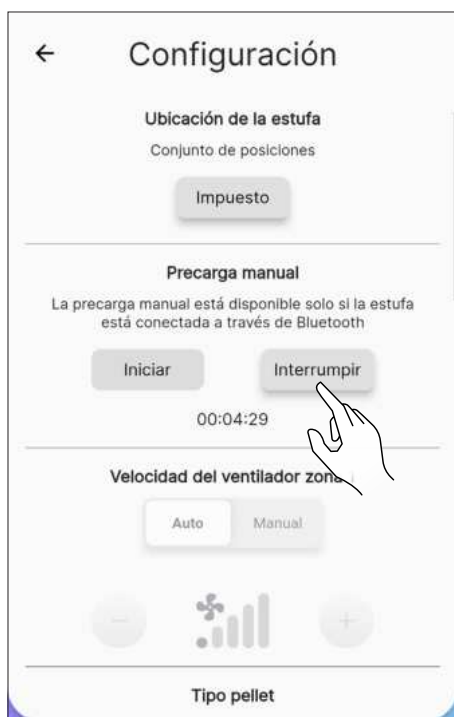 Configuración
Ubicación de la estufa
Conjunto de posiciones
Impuesto
Precarga manual
La precarga manual está disponible solo si la estufa
está conectada a través de Bluetooth
Iniciar Interrumpir
00:04:29
Velocidad del ventilador zona
Auto Manual
Tipo pellet